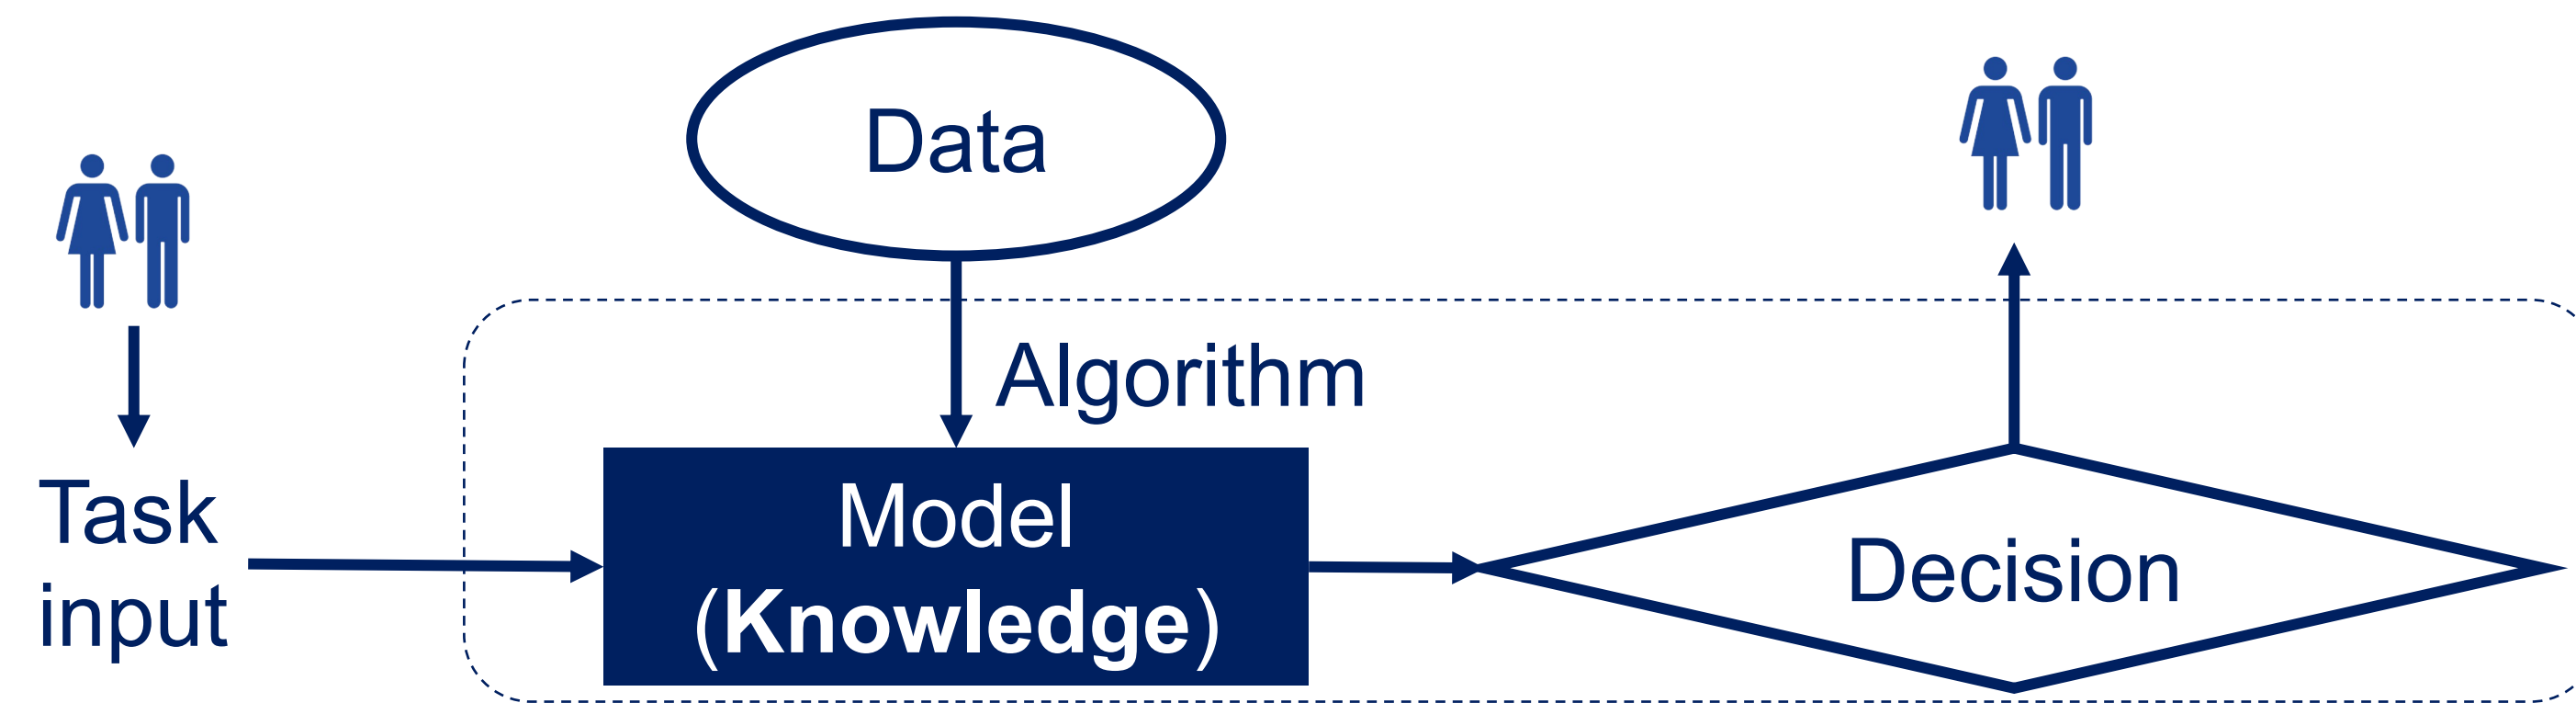 Data
Algorithm
Task
input
Model
(Knowledge)
Decision